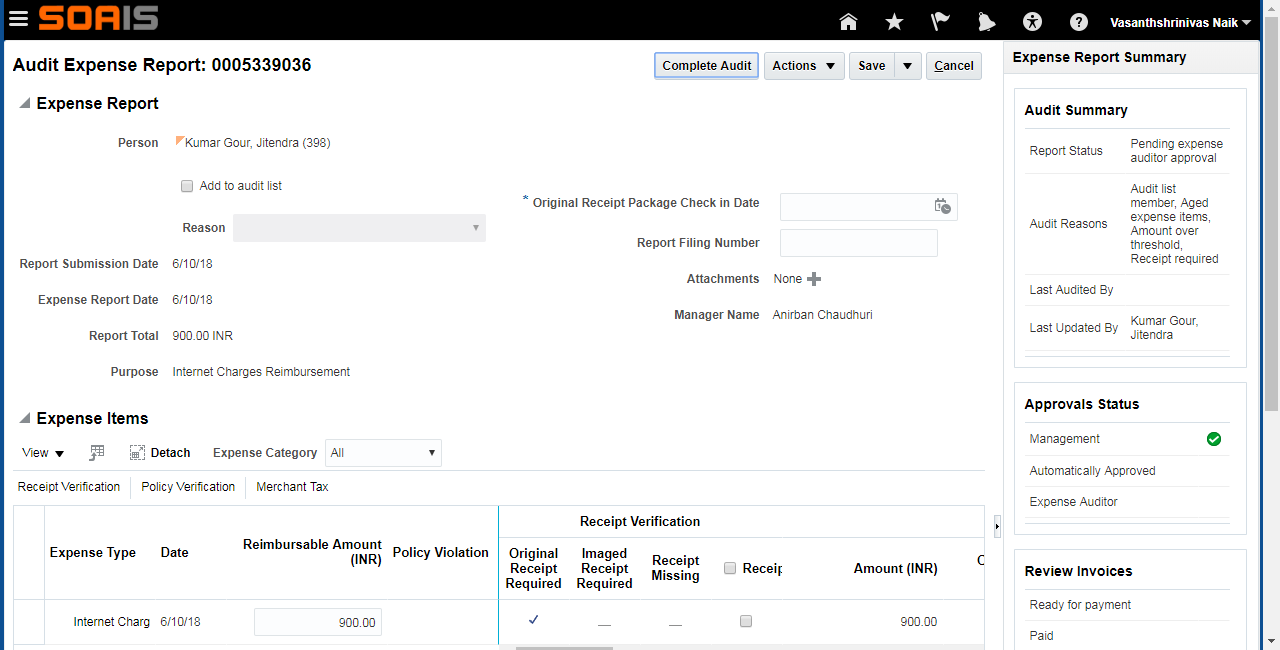 SOAIS
Vasanthshrinivas Naik
Audit Expense Report: 0005339036
Complete Audit
Actions
Save
Cancel
Expense Report
Person
Kumar Gour, Jitendra (398)
Add to audit list
Reason
Report Submission Date 6/10/18
Expense Report Date 6/10/18
Report Total 900.00 INR
Purpose Internet Charges Reimbursement
* Original Receipt Package Check in Date
Report Filing Number
Attachments None
Manager Name Anirban Chaudhuri
Expense Items
View
Detach
Expense Category All
Receipt Verification
Policy Verification
Merchant Tax
Receipt Verification
Expense Type
Date
Reimbursable Amount
(INR)
Policy Violation
Original
Receipt
Required
Imaged
Receipt
Required
Receipt
Missing
Receip
Amount (INR)
Internet Charg 6/10/18 900.00 900.00
Expense Report Summary
Audit Summary
Report Status
Pending expense
auditor approval
Audit Reasons
Audit list
member, Aged
expense items,
Amount over
threshold,
Receipt required
Last Audited By
Last Updated By
Kumar Gour,
Jitendra
Approvals Status
Management
Automatically Approved
Expense Auditor
Review Invoices
Ready for payment
Paid